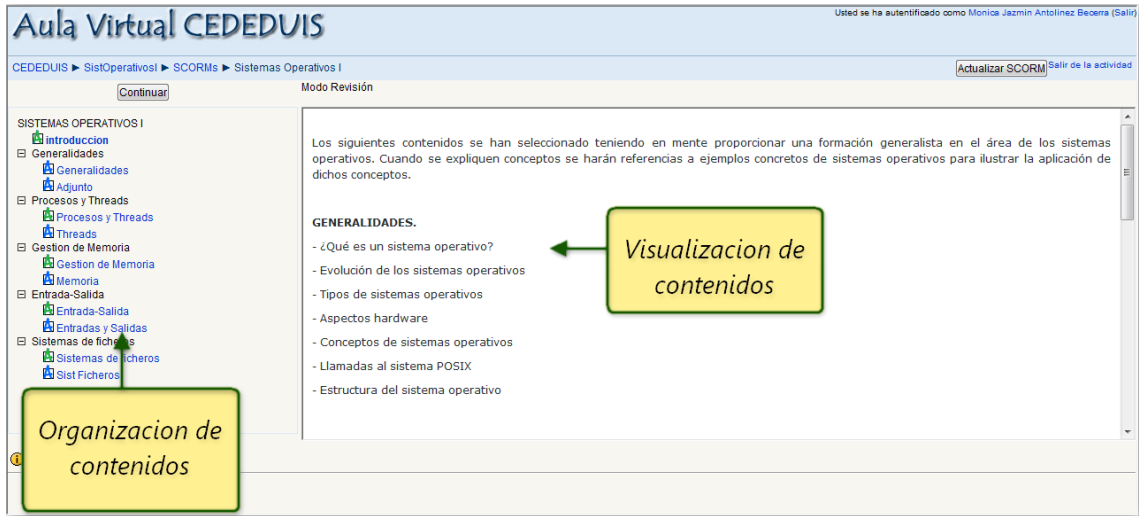 Aula Virtual CEDEDUIS
Usted se ha autentificado como Monica Jazmin Antolinez Becerra (Salir)
CEDEDUIS ► SistOperativosI ► SCORMs ► Sistemas Operativos I
Actualizar SCORM Salir de la actividad
Continuar
Modo Revisión
SISTEMAS OPERATIVOS I
introduccion
Generalidades
Generalidades
Adjunto
Procesos y Threads
Procesos y Threads
Threads
Gestion de Memoria
Gestion de Memoria
Memoria
Entrada-Salida
Entrada-Salida
Entradas y Salidas
Sistemas de ficheros
Sistemas de ficheros
Sist Ficheros
Organizacion de
contenidos
Los siguientes contenidos se han seleccionado teniendo en mente proporcionar una formación generalista en el área de los sistemas
operativos. Cuando se expliquen conceptos se harán referencias a ejemplos concretos de sistemas operativos para ilustrar la aplicación de
dichos conceptos.
GENERALIDADES.
- ¿Qué es un sistema operativo?
- Evolución de los sistemas operativos
- Tipos de sistemas operativos
- Aspectos hardware
- Conceptos de sistemas operativos
- Llamadas al sistema POSIX
- Estructura del sistema operativo
Visualizacion de
contenidos